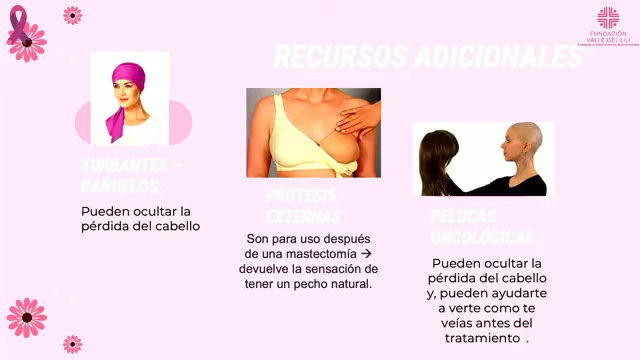 FUNDACIÓN
VALLE DEL LILI
RECURSOS ADICIONALES
TURBANTES –
PAÑUELOS.
Pueden ocultar la
pérdida del cabello
PROTESIS
EXTERNAS
Son para uso después
de una mastectomía →
devuelve la sensación de
tener un pecho natural.
PELUCAS
ONCOLÓGICAS
Pueden ocultar la
pérdida del cabello
y, pueden ayudarte
a verte como te
veías antes del
tratamiento .